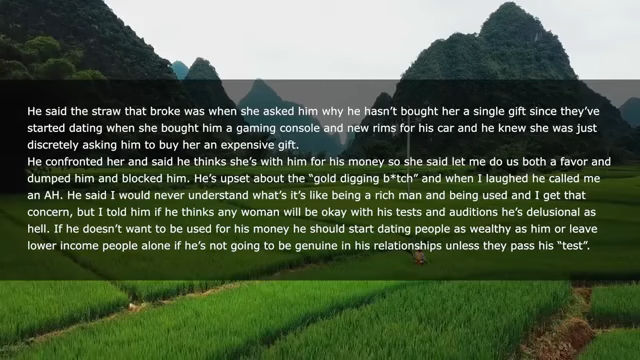 He said the straw that broke was when she asked him why he hasn't bought her a single gift since they've
started dating when she bought him a gaming console and new rims for his car and he knew she was just
discretely asking him to buy her an expensive gift.
He confronted her and said he thinks she's with him for his money so she said let me do us both a favor and
dumped him and blocked him. He's upset about the “gold digging b*tch” and when I laughed he called me
an AH. He said I would never understand what's it's like being a rich man and being used and I get that
concern, but I told him if he thinks any woman will be okay with his tests and auditions he's delusional as
hell. If he doesn't want to be used for his money he should start dating people as wealthy as him or leave
lower income people alone if he's not going to be genuine in his relationships unless they pass his “test”.